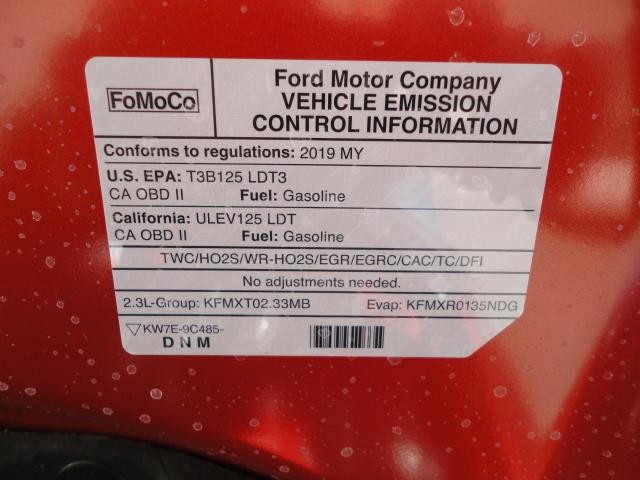 FoMoCo
Ford Motor Company
VEHICLE EMISSION
CONTROL INFORMATION
Conforms to regulations: 2019 MY
U.S. EPA: T3B125 LDT3
CA OBD II Fuel: Gasoline
California: ULEV125 LDT
CA OBD II Fuel: Gasoline
TWC/HO2S/WR-HO2S/EGR/EGRC/CAC/TC/DFI
No adjustments needed.
2.3L-Group: KFMXT02.33MB Evap: KFMXR0135NDG
KW7E-9C485-
D N M